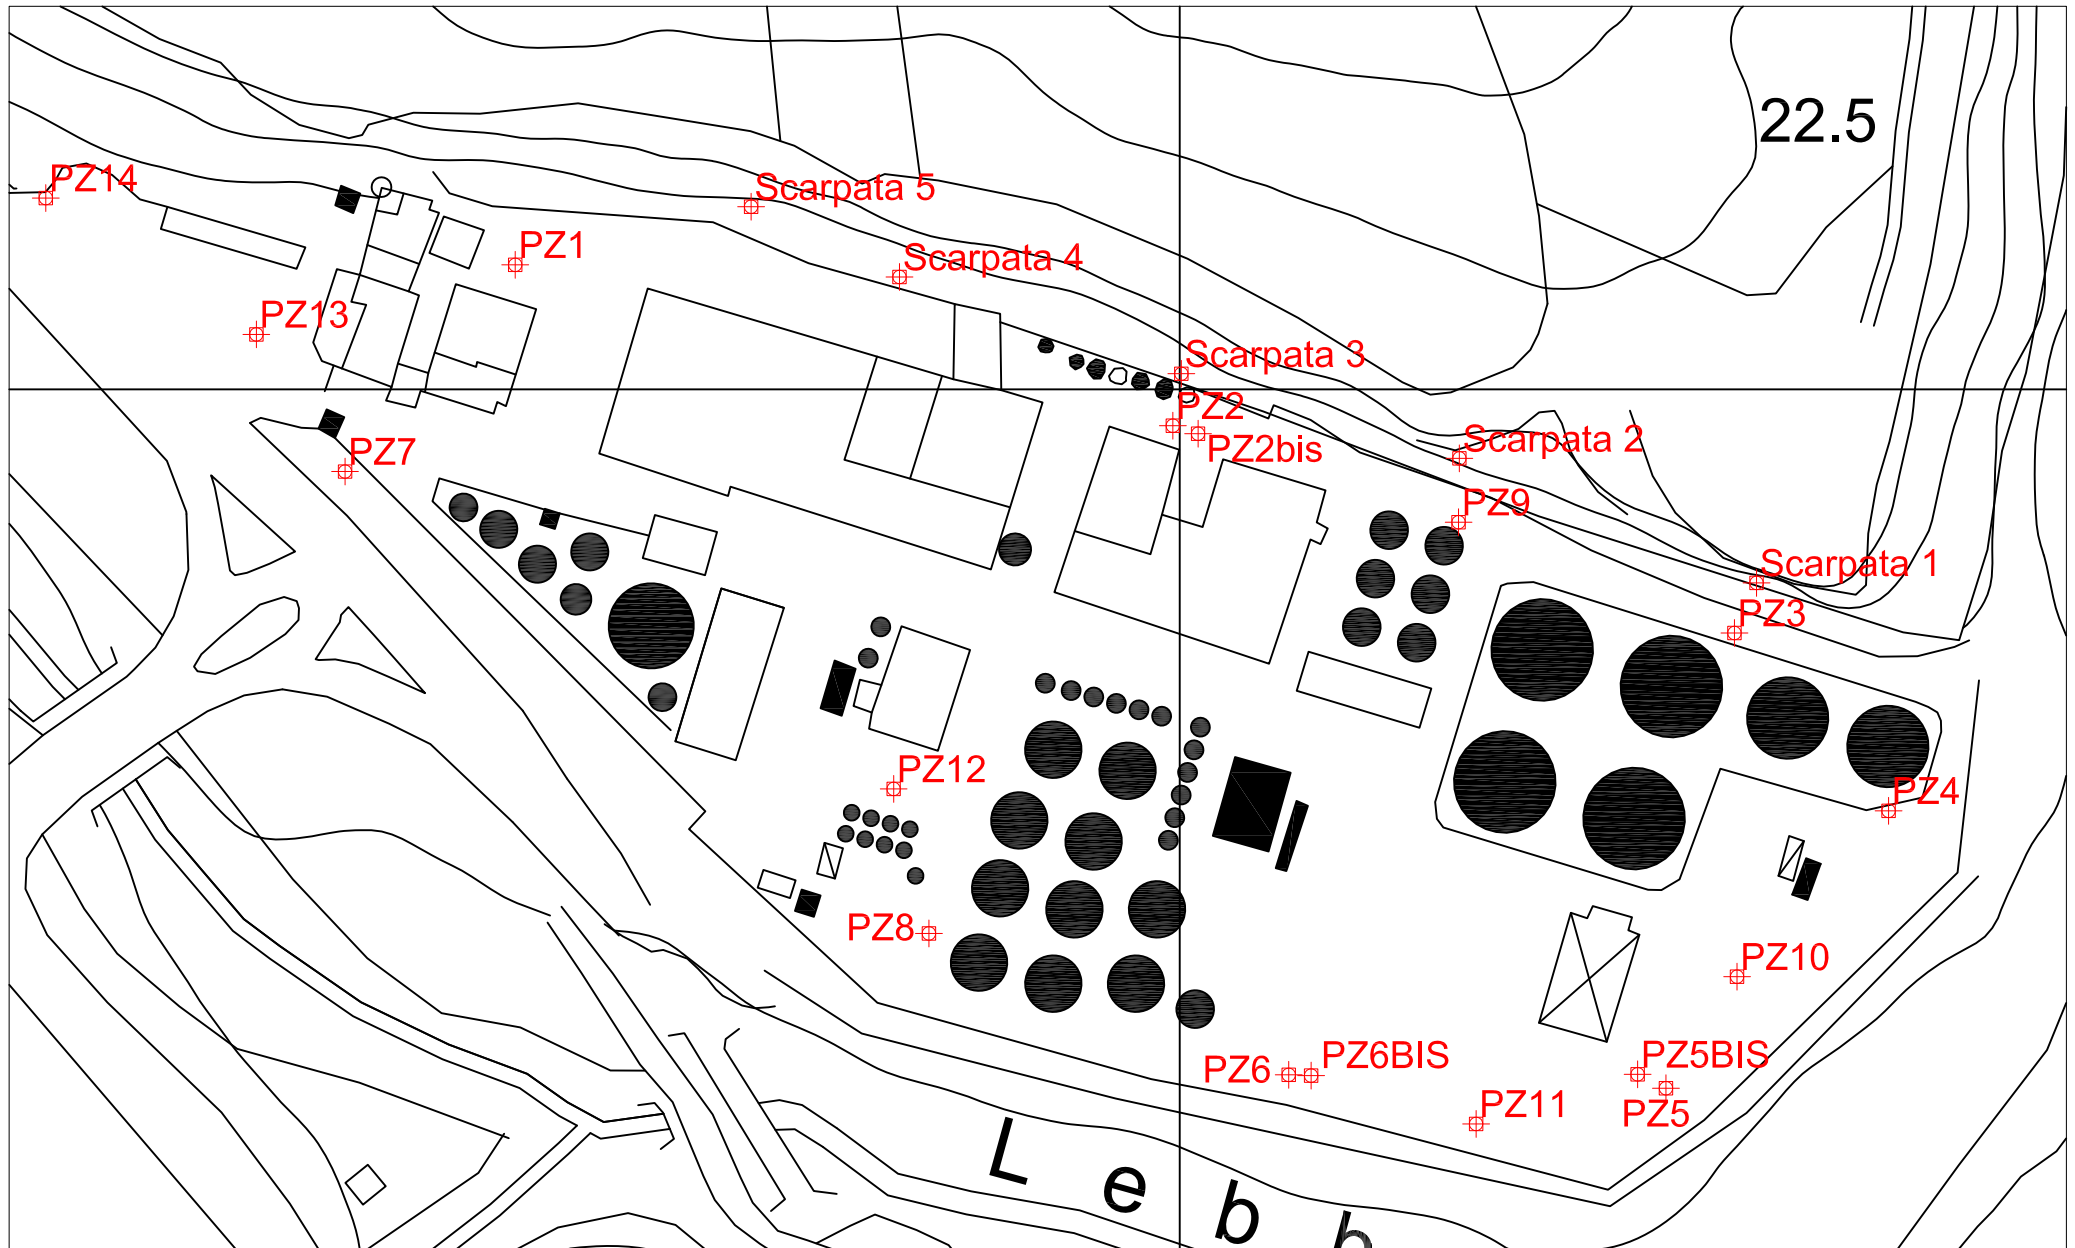 22.5
PZ14
Scarpata 5
PZ1
Scarpata 4
PZ13
Scarpata 3
PZ2
PZ2bis
Scarpata 2
PZ7
PZ9
Scarpata 1
PZ3
PZ12
PZ4
PZ8
PZ10
PZ6
PZ6BIS
PZ5BIS
PZ11
PZ5
L e b b